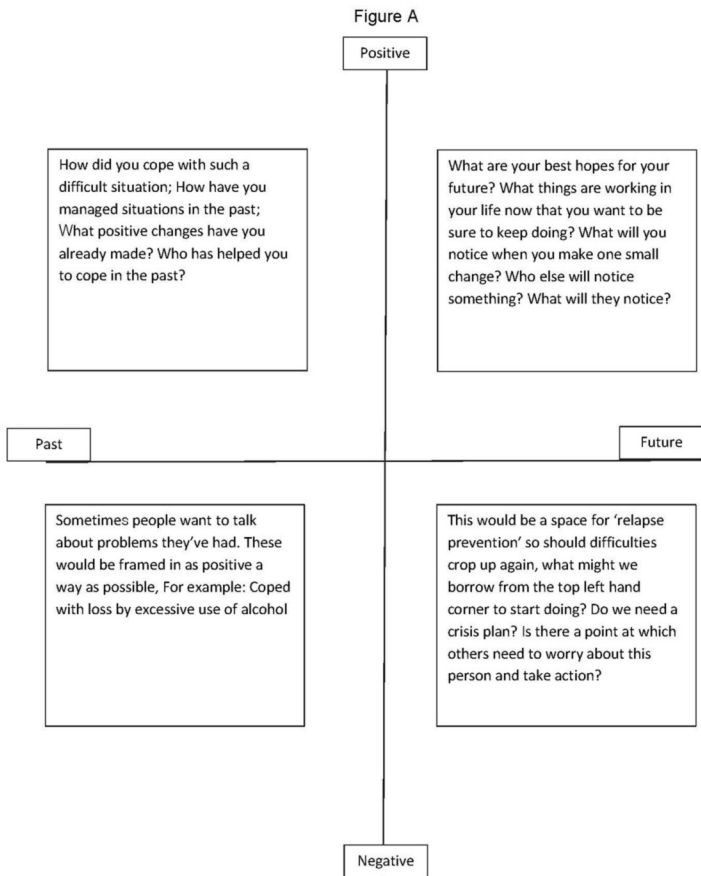 Figure A
Positive
How did you cope with such a
difficult situation; How have you
managed situations in the past;
What positive changes have you
already made? Who has helped you
to cope in the past?
What are your best hopes for your
future? What things are working in
your life now that you want to be
sure to keep doing? What will you
notice when you make one small
change? Who else will notice
something? What will they notice?
Past
Future
Sometimes people want to talk
about problems they've had. These
would be framed in as positive a
way as possible, For example: Coped
with loss by excessive use of alcohol
This would be a space for ‘relapse
prevention’ so should difficulties
crop up again, what might we
borrow from the top left hand
corner to start doing? Do we need a
crisis plan? Is there a point at which
others need to worry about this
person and take action?
Negative